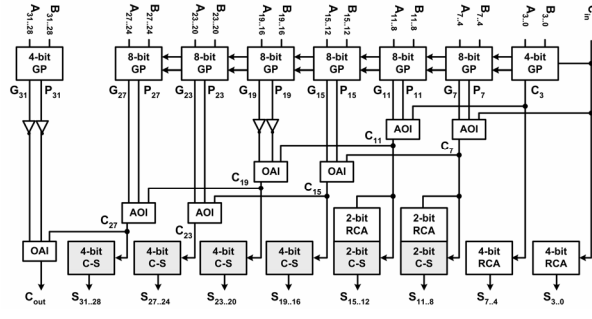 A31..28 B31..28 A27..24 B27..24 A23..20 B23..20 A19..16 B19..16 A15..12 B15..12 A11..8 B11..8 A7..4 B7..4 A3..0 B3..0 Cin
4-bit GP 8-bit GP 8-bit GP 8-bit GP 8-bit GP 8-bit GP 8-bit GP 4-bit GP
G31 P31 G27 P27 G23 P23 G19 P19 G15 P15 G11 P11 G7 P7 C3
AOI AOI
C11 C7
OAI OAI
C19 C15
AOI AOI
C27 C23
2-bit RCA 2-bit RCA
OAI 4-bit C-S 4-bit C-S 4-bit C-S 4-bit C-S 2-bit C-S 2-bit C-S 4-bit RCA 4-bit RCA
Cout S31..28 S27..24 S23..20 S19..16 S15..12 S11..8 S7..4 S3..0